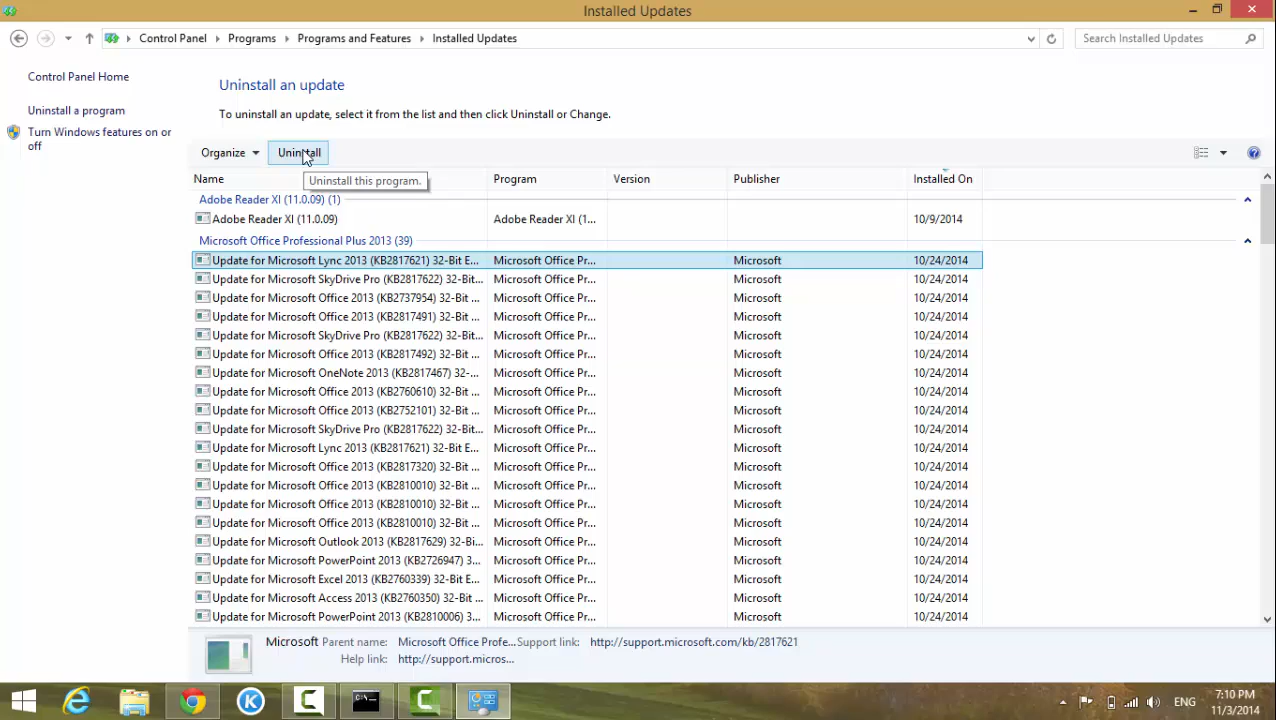 Installed Updates
Control Panel Programs Programs and Features Installed Updates Search Installed Updates
Control Panel Home
Uninstall a program
Turn Windows features on or off
Uninstall an update
To uninstall an update, select it from the list and then click Uninstall or Change.
Organize Uninstall
Name Program Version Publisher Installed On
Uninstall this program.
Adobe Reader XI (11.0.09) (1)
Adobe Reader XI (11.0.09) Adobe Reader XI (1... 10/9/2014
Microsoft Office Professional Plus 2013 (39)
Update for Microsoft Lync 2013 (KB2817621) 32-Bit E... Microsoft Office Pr... Microsoft 10/24/2014
Update for Microsoft SkyDrive Pro (KB2817622) 32-Bit... Microsoft Office Pr... Microsoft 10/24/2014
Update for Microsoft Office 2013 (KB2737954) 32-Bit ... Microsoft Office Pr... Microsoft 10/24/2014
Update for Microsoft Office 2013 (KB2817491) 32-Bit ... Microsoft Office Pr... Microsoft 10/24/2014
Update for Microsoft SkyDrive Pro (KB2817622) 32-Bit... Microsoft Office Pr... Microsoft 10/24/2014
Update for Microsoft Office 2013 (KB2817492) 32-Bit ... Microsoft Office Pr... Microsoft 10/24/2014
Update for Microsoft OneNote 2013 (KB2817467) 32-... Microsoft Office Pr... Microsoft 10/24/2014
Update for Microsoft Office 2013 (KB2760610) 32-Bit ... Microsoft Office Pr... Microsoft 10/24/2014
Update for Microsoft Office 2013 (KB2752101) 32-Bit ... Microsoft Office Pr... Microsoft 10/24/2014
Update for Microsoft SkyDrive Pro (KB2817622) 32-Bit... Microsoft Office Pr... Microsoft 10/24/2014
Update for Microsoft Lync 2013 (KB2817621) 32-Bit E... Microsoft Office Pr... Microsoft 10/24/2014
Update for Microsoft Office 2013 (KB2817320) 32-Bit ... Microsoft Office Pr... Microsoft 10/24/2014
Update for Microsoft Office 2013 (KB2810010) 32-Bit ... Microsoft Office Pr... Microsoft 10/24/2014
Update for Microsoft Office 2013 (KB2810010) 32-Bit ... Microsoft Office Pr... Microsoft 10/24/2014
Update for Microsoft Office 2013 (KB2810010) 32-Bit ... Microsoft Office Pr... Microsoft 10/24/2014
Update for Microsoft Outlook 2013 (KB2817629) 32-Bi... Microsoft Office Pr... Microsoft 10/24/2014
Update for Microsoft PowerPoint 2013 (KB2726947) 3... Microsoft Office Pr... Microsoft 10/24/2014
Update for Microsoft Excel 2013 (KB2760339) 32-Bit E... Microsoft Office Pr... Microsoft 10/24/2014
Update for Microsoft Access 2013 (KB2760350) 32-Bit ... Microsoft Office Pr... Microsoft 10/24/2014
Update for Microsoft PowerPoint 2013 (KB2810006) 3... Microsoft Office Pr... Microsoft 10/24/2014
Microsoft Parent name: Microsoft Office Profe... Support link: http://support.microsoft.com/kb/2817621
Help link: http://support.micros...
ENG 7:10 PM
11/3/2014